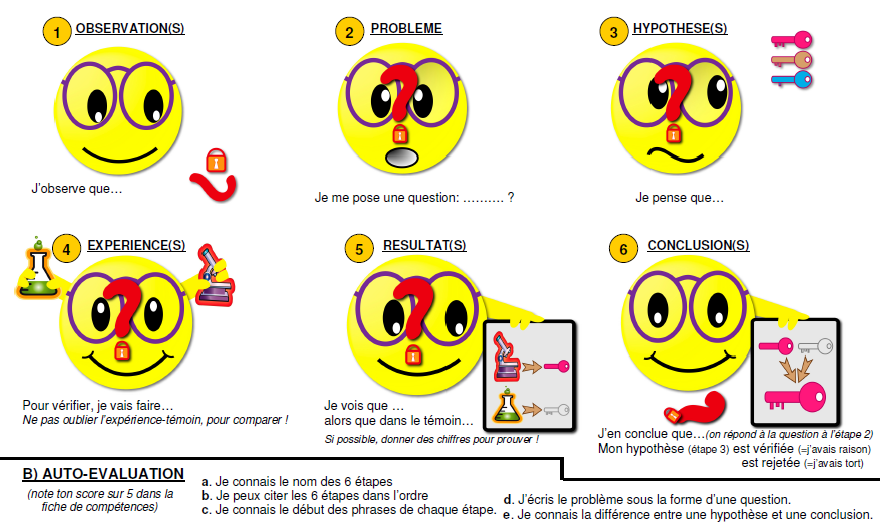 1 OBSERVATION(S)
J'observe que…
2 PROBLEME
Je me pose une question: ………. ?
3 HYPOTHESE(S)
Je pense que…
4 EXPERIENCE(S)
Pour vérifier, je vais faire…
Ne pas oublier l'expérience-témoin, pour comparer !
5 RESULTAT(S)
Je vois que …
alors que dans le témoin…
Si possible, donner des chiffres pour prouver !
6 CONCLUSION(S)
J'en conclue que…(on répond à la question à l'étape 2)
Mon hypothèse (étape 3) est vérifiée (=j'avais raison)
est rejetée (=j'avais tort)
B) AUTO-EVALUATION
(note ton score sur 5 dans la
fiche de compétences)
a. Je connais le nom des 6 étapes
b. Je peux citer les 6 étapes dans l'ordre
c. Je connais le début des phrases de chaque étape.
d. J'écris le problème sous la forme d'une question.
e. Je connais la différence entre une hypothèse et une conclusion.